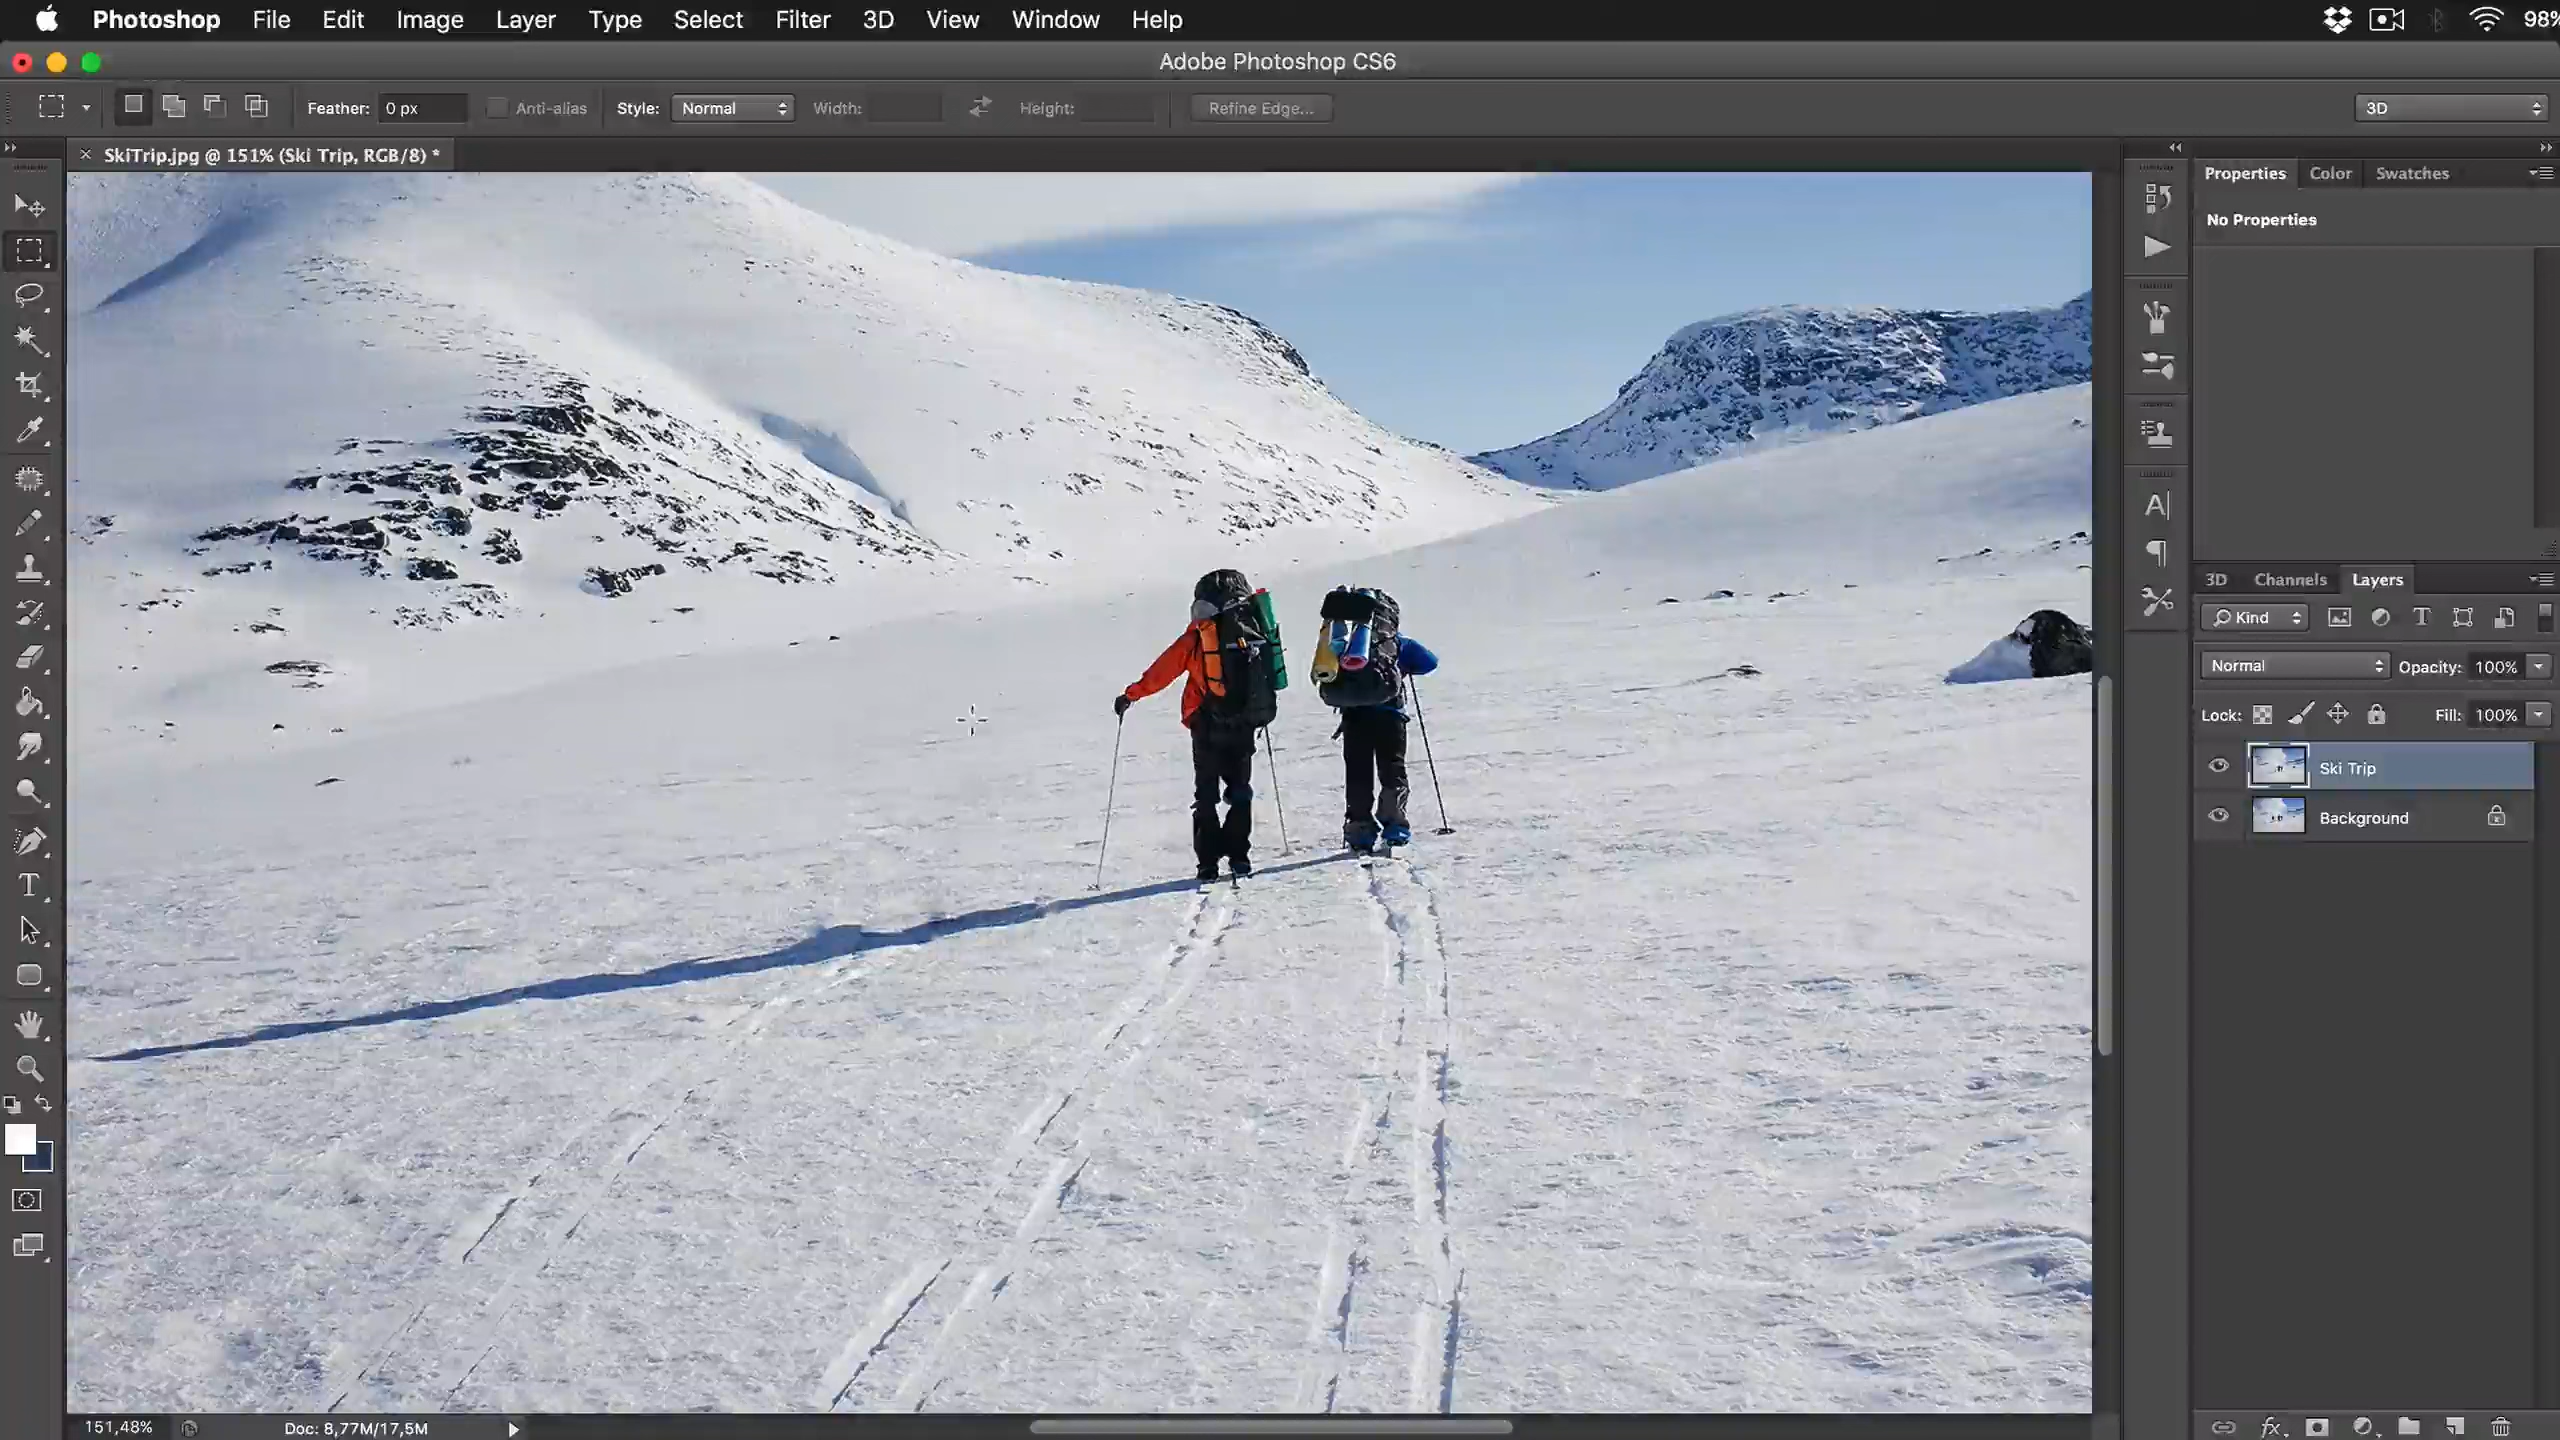 Photoshop File Edit Image Layer Type Select Filter 3D View Window Help 98%
Adobe Photoshop CS6
Feather: 0 px Anti-alias Style: Normal Width: Height: Refine Edge... 3D
SkiTrip.jpg @ 151% (Ski Trip, RGB/8) *
Properties Color Swatches
No Properties
3D Channels Layers
Kind
Normal Opacity: 100%
Lock: Fill: 100%
Ski Trip
Background
151,48% Doc: 8,77M/17,5M